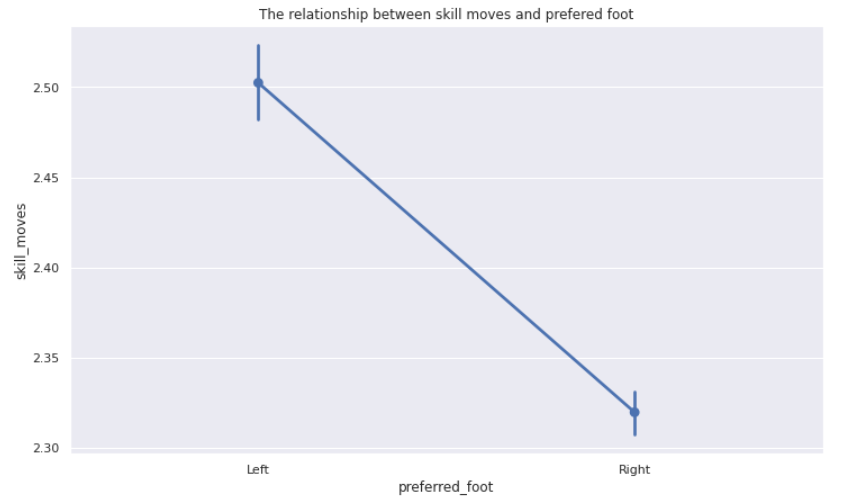 The relationship between skill moves and prefered foot
skill_moves
2.50
2.45
2.40
2.35
2.30
Left
Right
preferred_foot